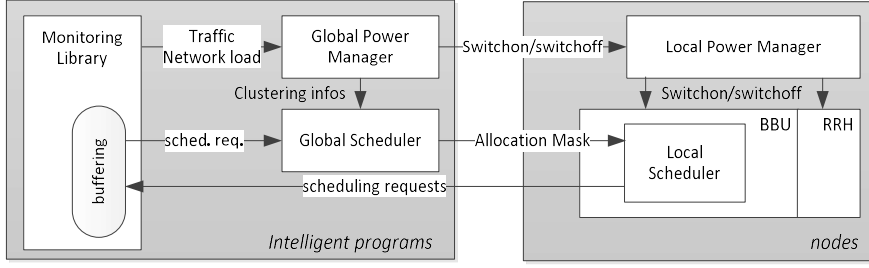 Monitoring
Library
Traffic
Network load
Global Power
Manager
Switchon/switchoff
Local Power Manager
Clustering infos
Switchon/switchoff
buffering
sched. req.
Global Scheduler
Allocation Mask
Local
Scheduler
BBU
RRH
scheduling requests
Intelligent programs
nodes